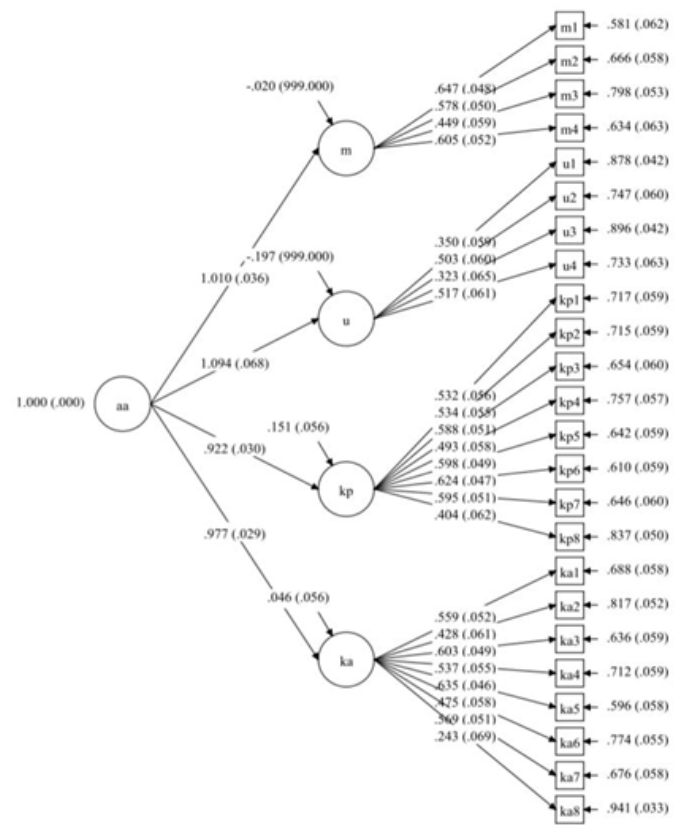 m1 .581 (.062)
m2 .666 (.058)
m3 .798 (.053)
m4 .634 (.063)
-.020 (999.000)
.647 (.048)
.578 (.050)
.449 (.059)
.605 (.052)
m
u1 .878 (.042)
u2 .747 (.060)
u3 .896 (.042)
u4 .733 (.063)
-.197 (999.000)
.350 (.059)
.503 (.060)
.323 (.065)
.517 (.061)
1.010 (.036)
u
kp1 .717 (.059)
kp2 .715 (.059)
kp3 .654 (.060)
kp4 .757 (.057)
kp5 .642 (.059)
kp6 .610 (.059)
kp7 .646 (.060)
kp8 .837 (.050)
1.094 (.068)
1.000 (.000)
aa
.532 (.056)
.534 (.055)
.588 (.051)
.493 (.058)
.598 (.049)
.624 (.047)
.595 (.051)
.404 (.062)
.151 (.056)
.922 (.030)
kp
.977 (.029)
ka1 .688 (.058)
ka2 .817 (.052)
ka3 .636 (.059)
ka4 .712 (.059)
ka5 .596 (.058)
ka6 .774 (.055)
ka7 .676 (.058)
ka8 .941 (.033)
.046 (.056)
.559 (.052)
.428 (.061)
.603 (.049)
.537 (.055)
.635 (.046)
.475 (.058)
.569 (.051)
.243 (.069)
ka